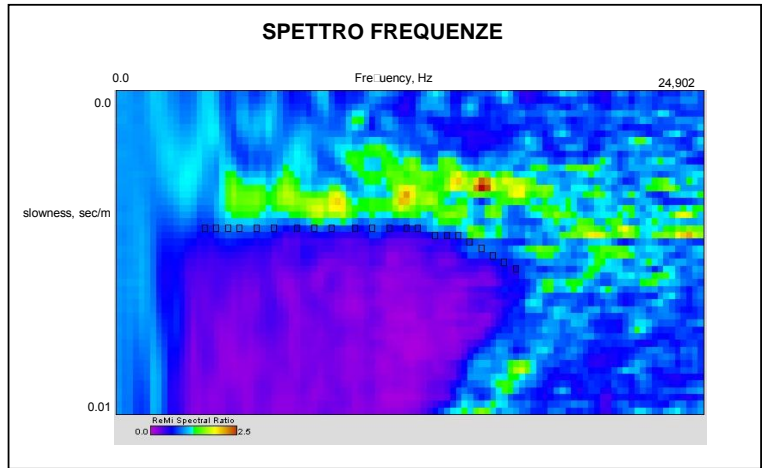 SPETTRO FREQUENZE
0.0 Fre□uency, Hz 24,902
0.0
slowness, sec/m
0.01
ReMi Spectral Ratio
0.0 2.5